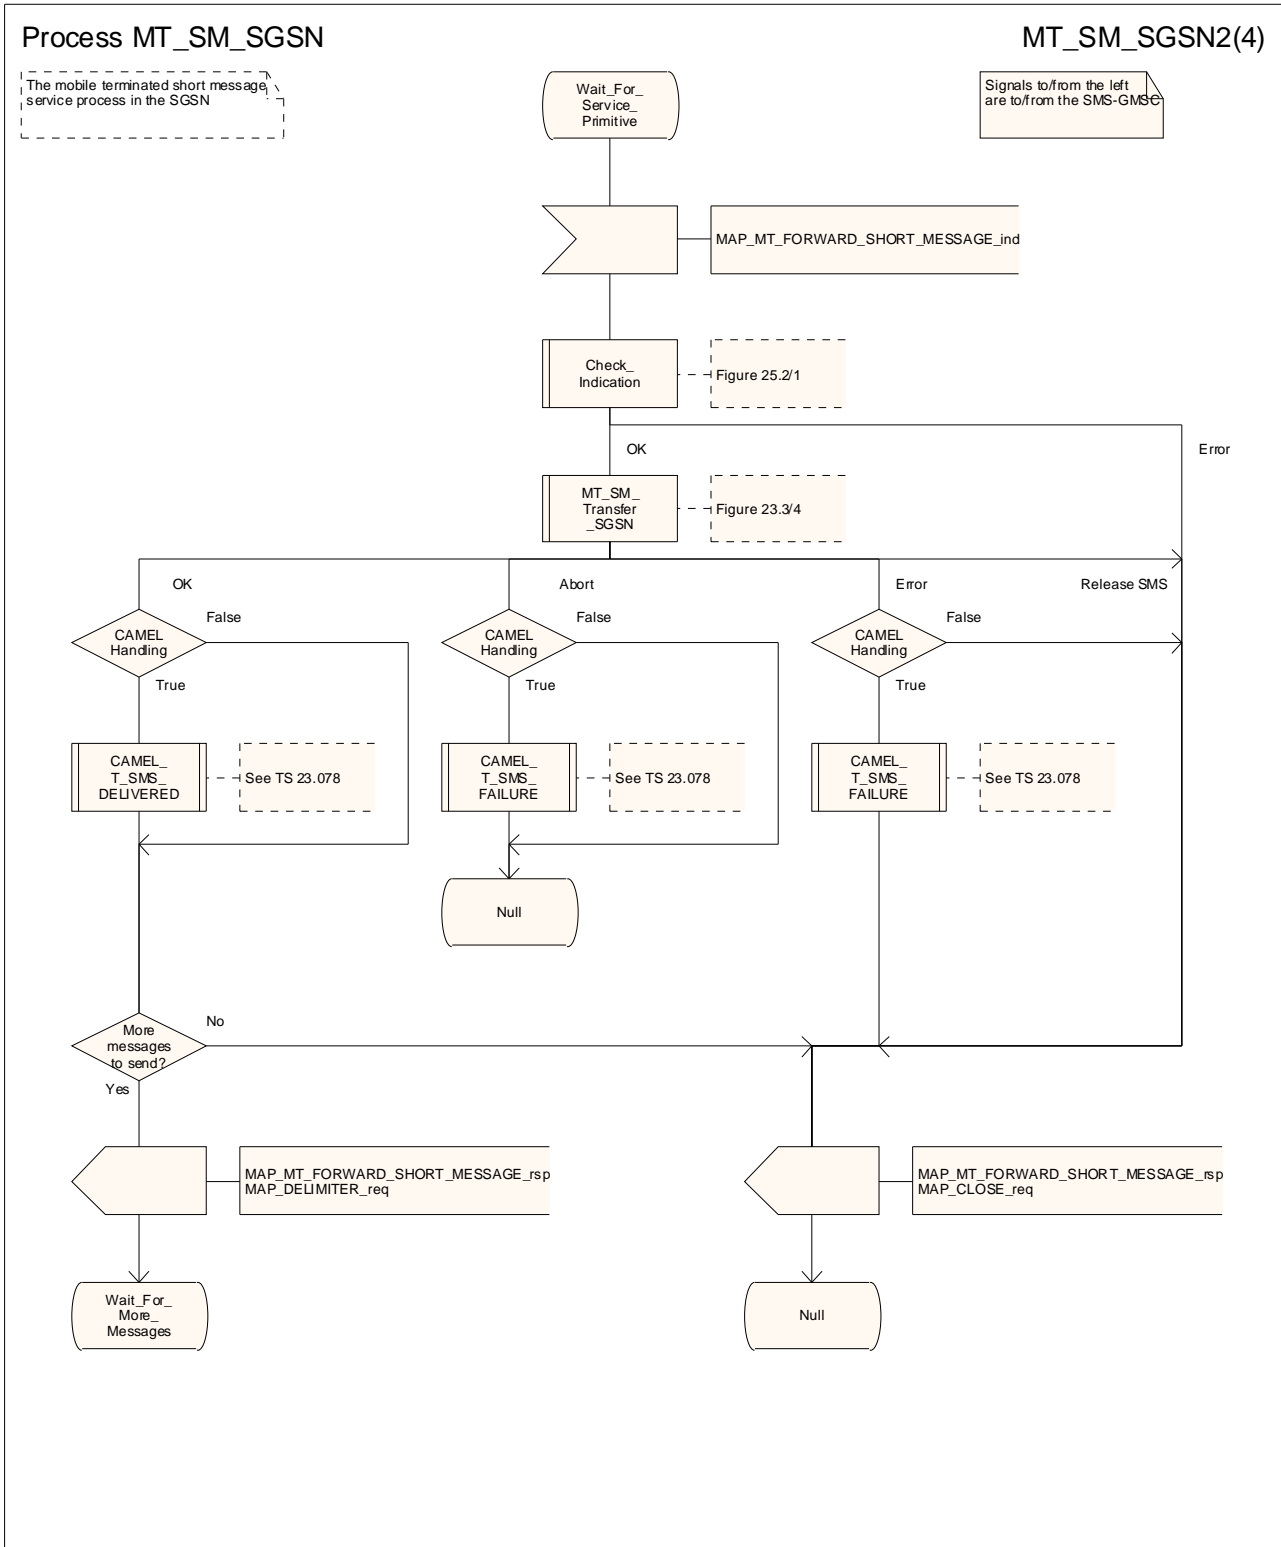 Process MT_SM_SGSN
MT_SM_SGSN2(4)
The mobile terminated short message
service process in the SGSN
Wait_For_
Service_
Primitive
Signals to/from the left
are to/from the SMS-GMSC
MAP_MT_FORWARD_SHORT_MESSAGE_ind
Check_
Indication
Figure 25.2/1
OK
Error
MT_SM_
Transfer
_SGSN
Figure 23.3/4
OK
Abort
Error
Release SMS
False
False
False
CAMEL
Handling
CAMEL
Handling
CAMEL
Handling
True
True
True
CAMEL_
T_SMS_
DELIVERED
See TS 23.078
CAMEL_
T_SMS_
FAILURE
See TS 23.078
CAMEL_
T_SMS_
FAILURE
See TS 23.078
Null
No
More
messages
to send?
Yes
MAP_MT_FORWARD_SHORT_MESSAGE_rsp
MAP_DELIMITER_req
MAP_MT_FORWARD_SHORT_MESSAGE_rsp
MAP_CLOSE_req
Wait_For_
More_
Messages
Null